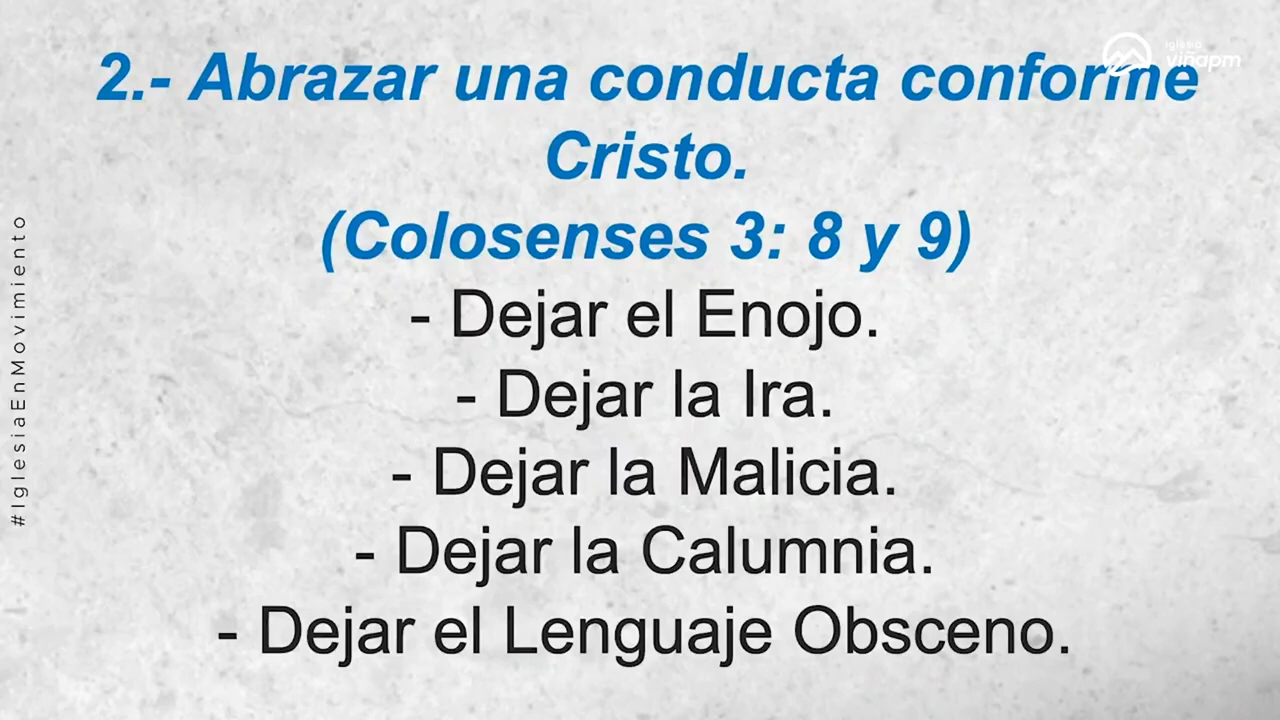 2.- Abrazar una conducta conforme
Cristo.
(Colosenses 3: 8 y 9)
- Dejar el Enojo.
- Dejar la Ira.
- Dejar la Malicia.
- Dejar la Calumnia.
- Dejar el Lenguaje Obsceno.
iglesia
viñapm
#IglesiaEnMovimiento